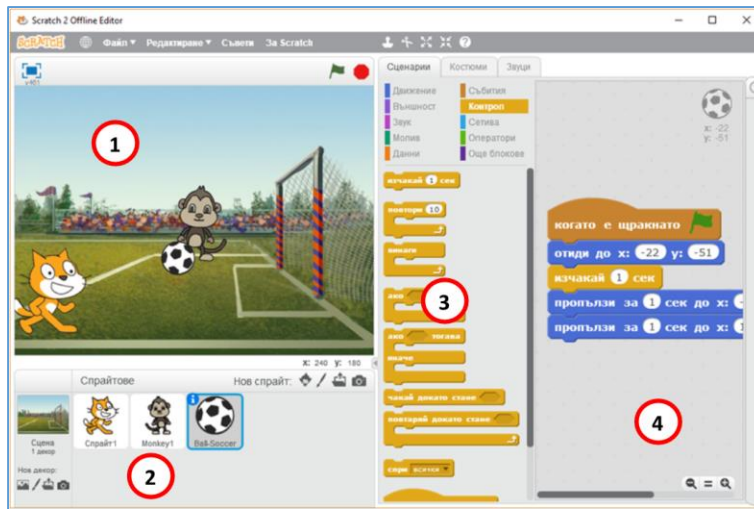 Scratch 2 Offline Editor
SCRATCH Файл Редактиране Съвети За Scratch
v461
1
x: 240 y: 180
Спрайтове Нов спрайт:
Сцена
1 декор
Нов декор:
Спрайт1 Monkey1 Ball-Soccer
2
Сценарии Костюми Звуци
Движение Събития
Външност Контрол
Звук Сетива
Молив Оператори
Данни Още блокове
изчакай 1 сек
повтори 10
винаги
ако
3
ако тогава
иначе
чакай докато стане
повтаряй докато стане
спри всички
x: -22
y: -51
когато е щракнато
отиди до x: -22 y: -51
изчакай 1 сек
пропълзи за 1 сек до x:
пропълзи за 1 сек до x:
4